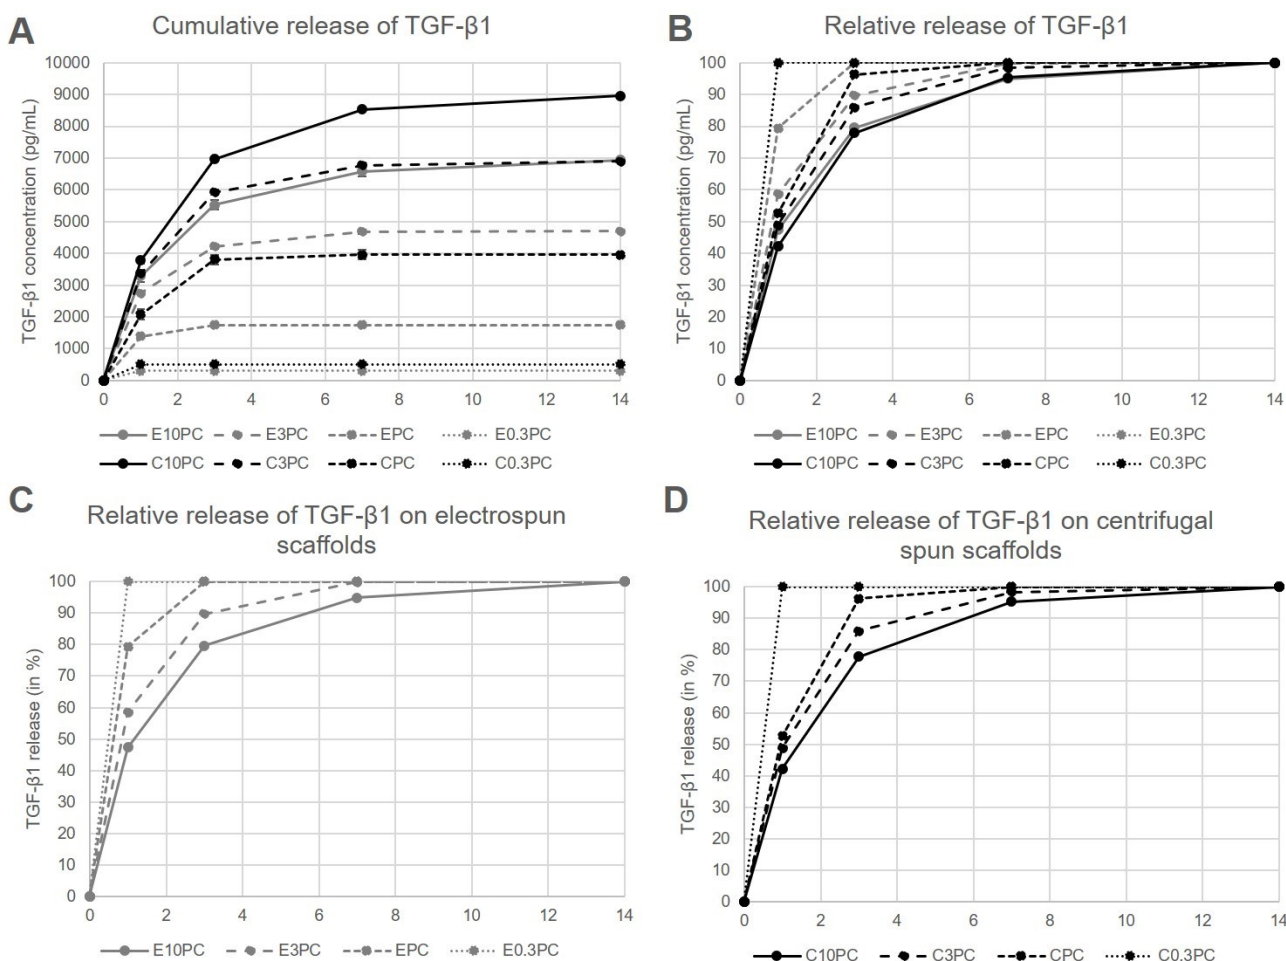 A
Cumulative release of TGF-β1
TGF-β1 concentration (pg/mL)
10000
9000
8000
7000
6000
5000
4000
3000
2000
1000
0
0 2 4 6 8 10 12 14
E10PC E3PC EPC E0.3PC
C10PC C3PC CPC C0.3PC
B
Relative release of TGF-β1
TGF-β1 concentration (pg/mL)
100
90
80
70
60
50
40
30
20
10
0
0 2 4 6 8 10 12 14
E10PC E3PC EPC E0.3PC
C10PC C3PC CPC C0.3PC
C
Relative release of TGF-β1 on electrospun
scaffolds
TGF-β1 release (in %)
100
90
80
70
60
50
40
30
20
10
0
0 2 4 6 8 10 12 14
E10PC E3PC EPC E0.3PC
D
Relative release of TGF-β1 on centrifugal
spun scaffolds
TGF-β1 release (in %)
100
90
80
70
60
50
40
30
20
10
0
0 2 4 6 8 10 12 14
C10PC C3PC CPC C0.3PC